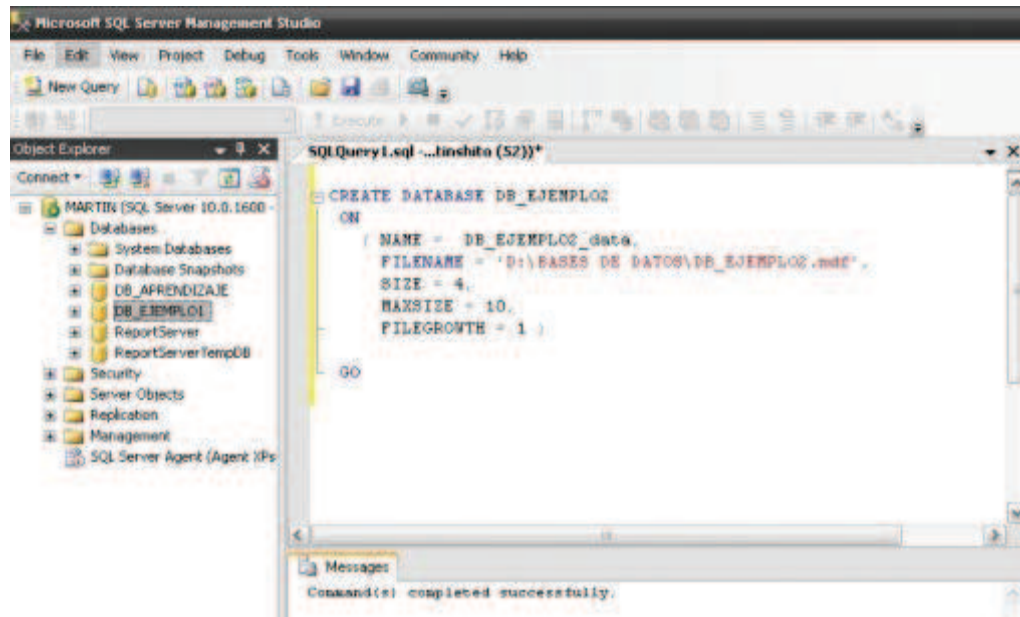 Microsoft SQL Server Management Studio
File Edit View Project Debug Tools Window Community Help
New Query
Execute
Object Explorer
Connect
MARTIN (SQL Server 10.0.1600 -
Databases
System Databases
Database Snapshots
DB_APRENDIZAJE
DB_EJEMPLO1
ReportServer
ReportServerTempDB
Security
Server Objects
Replication
Management
SQL Server Agent (Agent XPs
SQLQuery1.sql -...tinshito (52))*
CREATE DATABASE DB_EJEMPLO2
ON
( NAME = DB_EJEMPLO2_data,
FILENAME = 'D:\BASES DE DATOS\DB_EJEMPLO2.mdf',
SIZE = 4,
MAXSIZE = 10,
FILEGROWTH = 1 )
GO
Messages
Command(s) completed successfully.